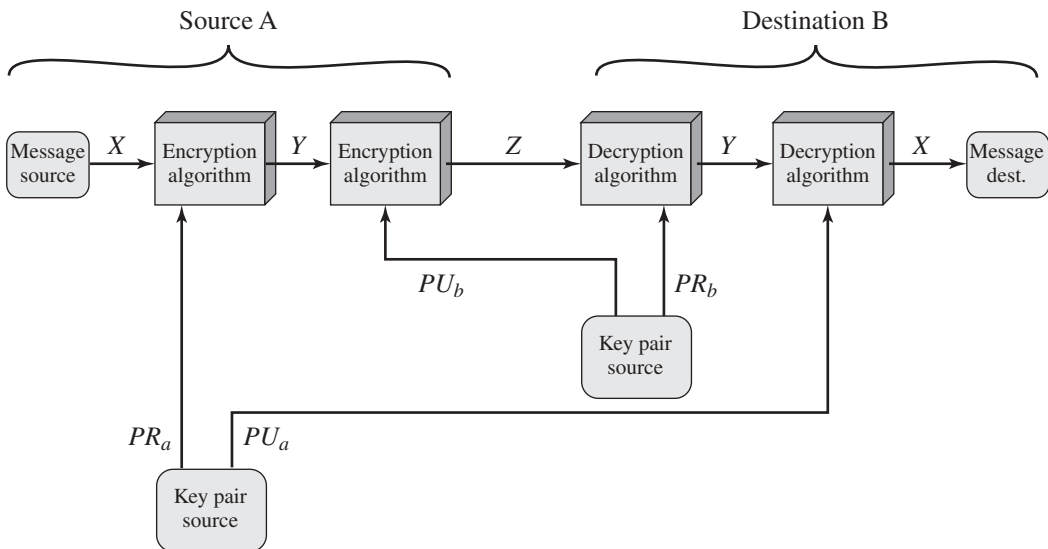 Source A
Destination B
Message
source
X
Encryption
algorithm
Y
Encryption
algorithm
Z
Decryption
algorithm
Y
Decryption
algorithm
X
Message
dest.
PU_b
PR_b
Key pair
source
PR_a
PU_a
Key pair
source